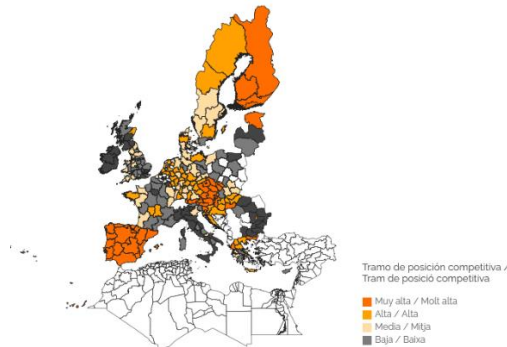 Tramo de posición competitiva /
Tram de posició competitiva
Muy alta / Molt alta
Alta / Alta
Media / Mitja
Baja / Baixa